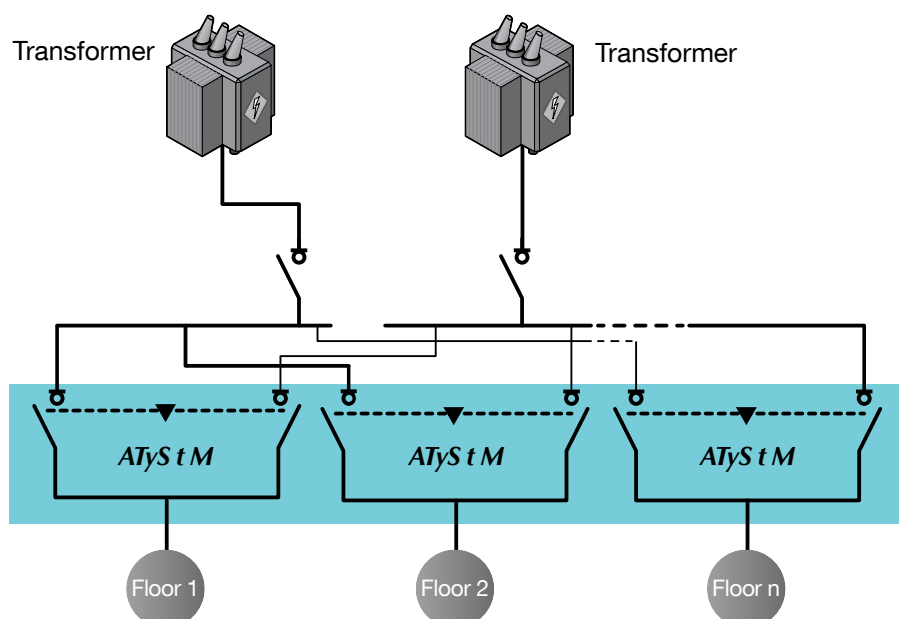 Transformer
Transformer
ATyS t M
ATyS t M
ATyS t M
Floor 1
Floor 2
Floor n